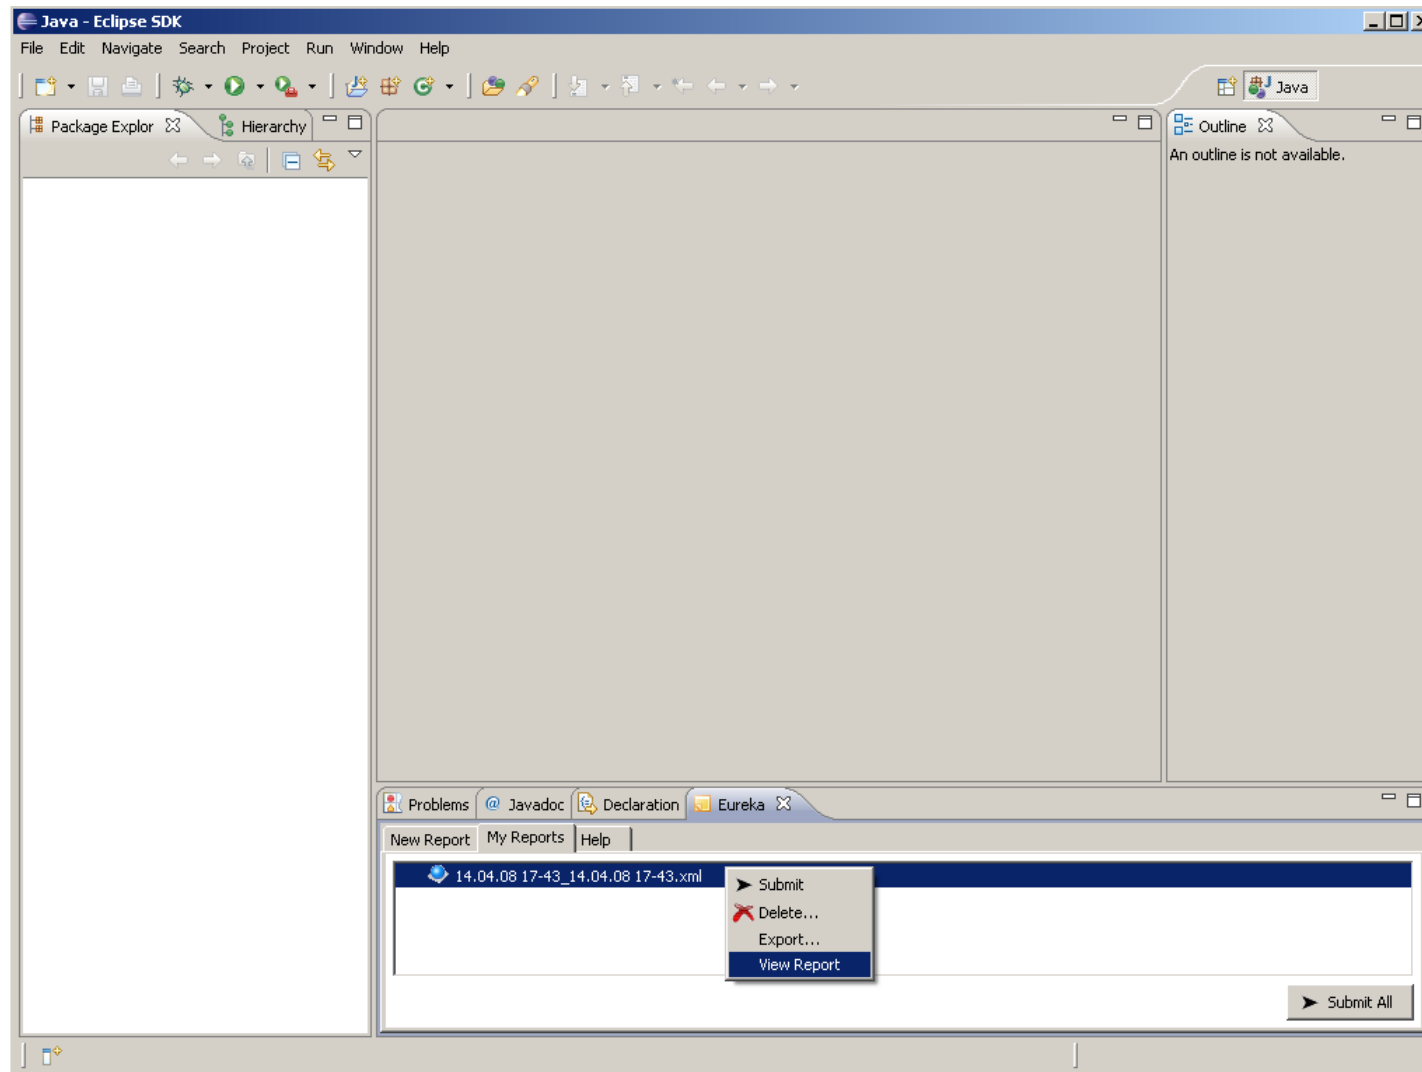 Java - Eclipse SDK
File Edit Navigate Search Project Run Window Help
Java
Package Explor Hierarchy
Outline
An outline is not available.
Problems @ Javadoc Declaration Eureka
New Report My Reports Help
14.04.08 17-43_14.04.08 17-43.xml
Submit
Delete...
Export...
View Report
Submit All